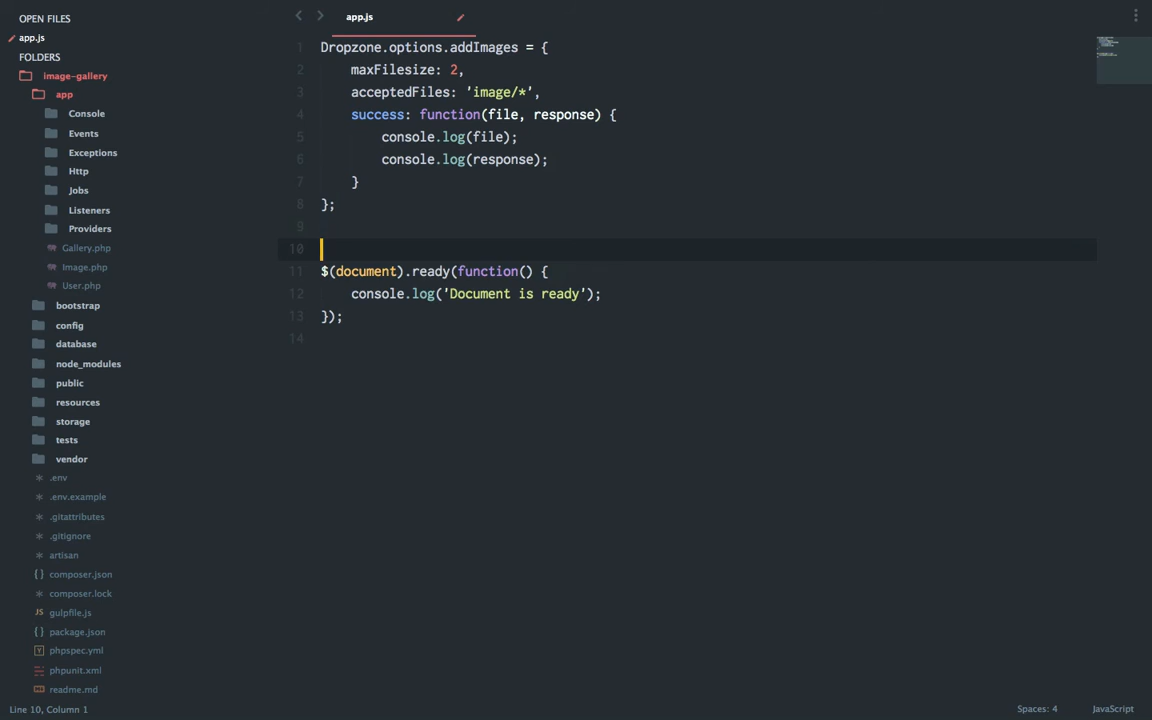 OPEN FILES
app.js
FOLDERS
image-gallery
app
Console
Events
Exceptions
Http
Jobs
Listeners
Providers
Gallery.php
Image.php
User.php
bootstrap
config
database
node_modules
public
resources
storage
tests
vendor
.env
.env.example
.gitattributes
.gitignore
artisan
{} composer.json
composer.lock
JS gulpfile.js
{} package.json
Y phpspec.yml
phpunit.xml
readme.md
app.js
1 Dropzone.options.addImages = {
2     maxFilesize: 2,
3     acceptedFiles: 'image/*',
4     success: function(file, response) {
5         console.log(file);
6         console.log(response);
7     }
8 };
9
10
11 $(document).ready(function() {
12     console.log('Document is ready');
13 });
14
Line 10, Column 1
Spaces: 4
JavaScript